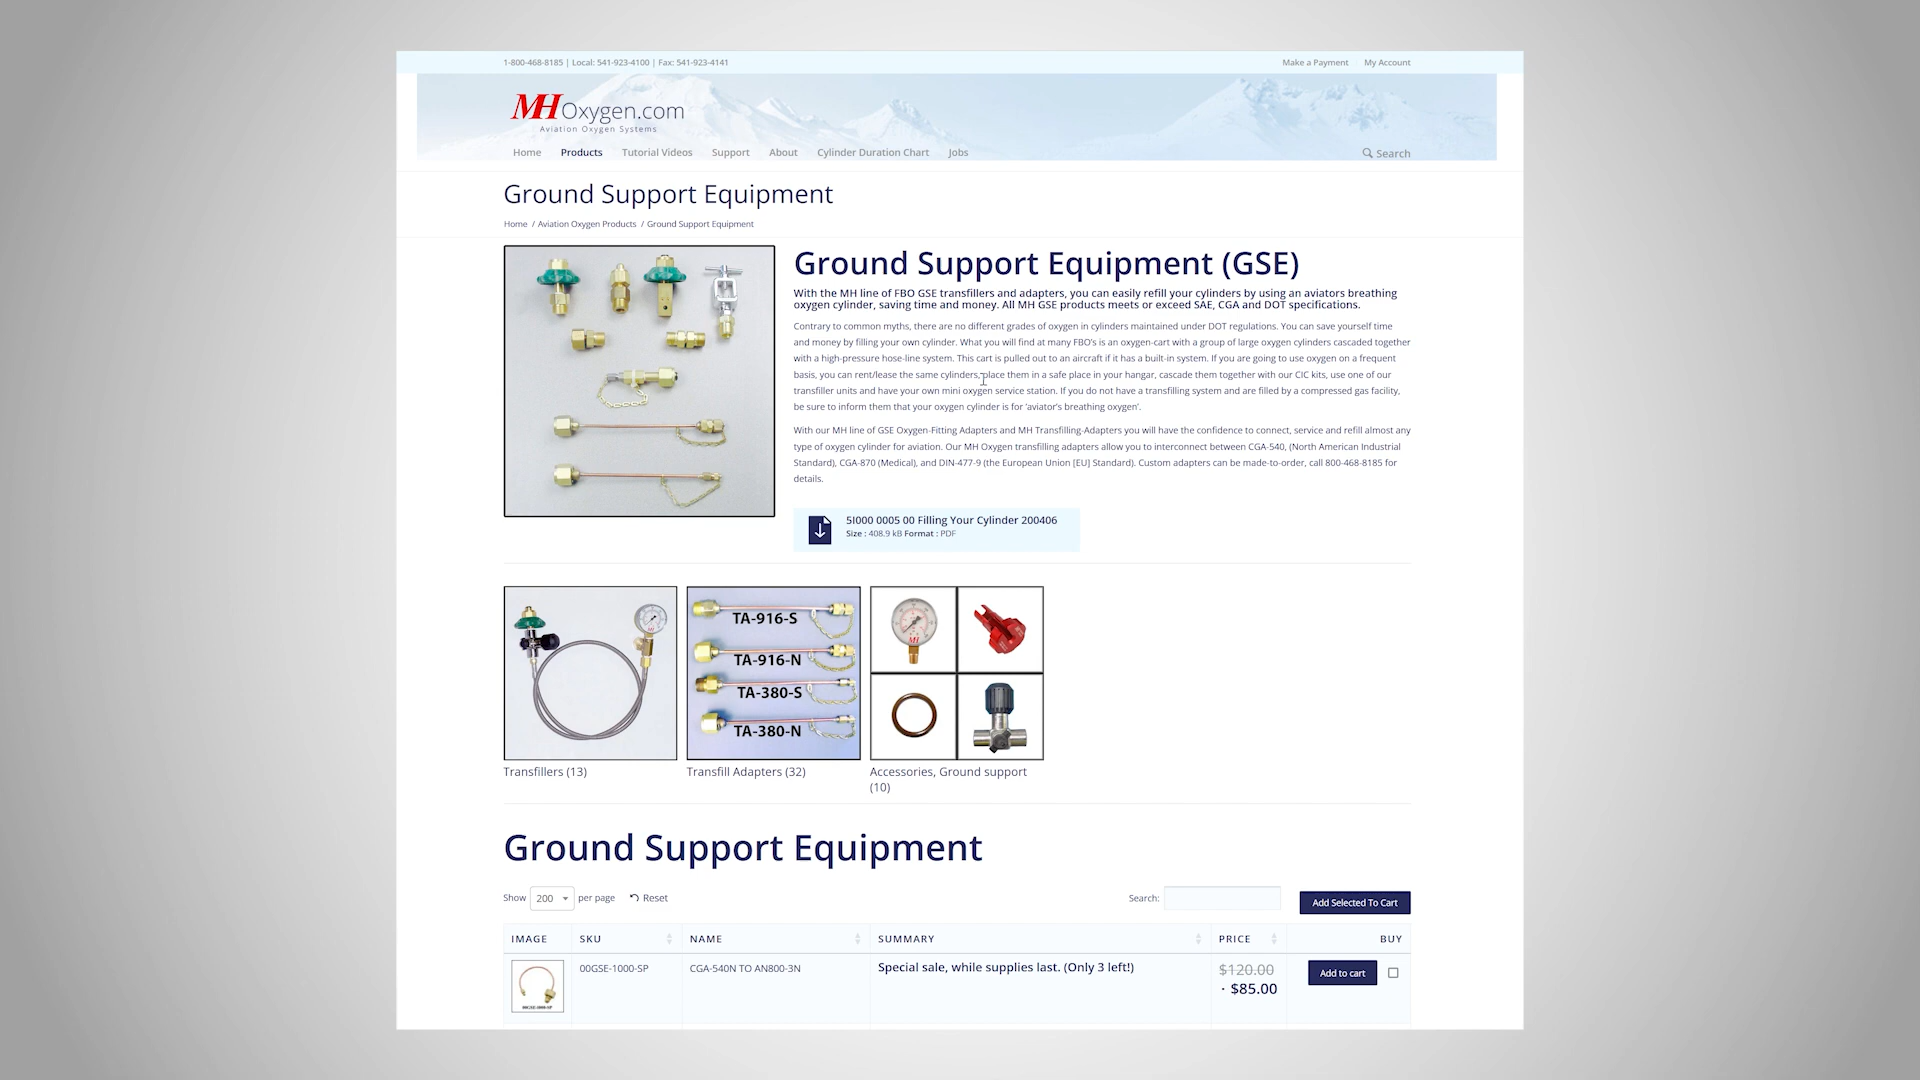 1-800-468-8185 | Local: 541-923-4100 | Fax: 541-923-4141
Make a Payment My Account
MHOxygen.com
Aviation Oxygen Systems
Home Products Tutorial Videos Support About Cylinder Duration Chart Jobs Search
Ground Support Equipment
Home / Aviation Oxygen Products / Ground Support Equipment
Ground Support Equipment (GSE)
With the MH line of FBO GSE transfillers and adapters, you can easily refill your cylinders by using an aviators breathing
oxygen cylinder, saving time and money. All MH GSE products meets or exceed SAE, CGA and DOT specifications.
Contrary to common myths, there are no different grades of oxygen in cylinders maintained under DOT regulations. You can save yourself time
and money by filling your own cylinder. What you will find at many FBO's is an oxygen-cart with a group of large oxygen cylinders cascaded together
with a high-pressure hose-line system. This cart is pulled out to an aircraft if it has a built-in system. If you are going to use oxygen on a frequent
basis, you can rent/lease the same cylinders, place them in a safe place in your hangar, cascade them together with our CIC kits, use one of our
transfiller units and have your own mini oxygen service station. If you do not have a transfilling system and are filled by a compressed gas facility,
be sure to inform them that your oxygen cylinder is for ‘aviator’s breathing oxygen’.
With our MH line of GSE Oxygen-Fitting Adapters and MH Transfilling-Adapters you will have the confidence to connect, service and refill almost any
type of oxygen cylinder for aviation. Our MH Oxygen transfilling adapters allow you to interconnect between CGA-540, (North American Industrial
Standard), CGA-870 (Medical), and DIN-477-9 (the European Union [EU] Standard). Custom adapters can be made-to-order, call 800-468-8185 for
details.
5I000 0005 00 Filling Your Cylinder 200406
Size : 408.9 kB Format : PDF
TA-916-S
TA-916-N
TA-380-S
TA-380-N
MH
Transfillers (13)
Transfill Adapters (32)
Accessories, Ground support
(10)
Ground Support Equipment
Show 200 per page Reset
Search:
Add Selected To Cart
IMAGE SKU NAME SUMMARY PRICE BUY
00GSE-1000-SP CGA-540N TO AN800-3N Special sale, while supplies last. (Only 3 left!) $120.00 Add to cart
· $85.00
00GSE-1000-SP